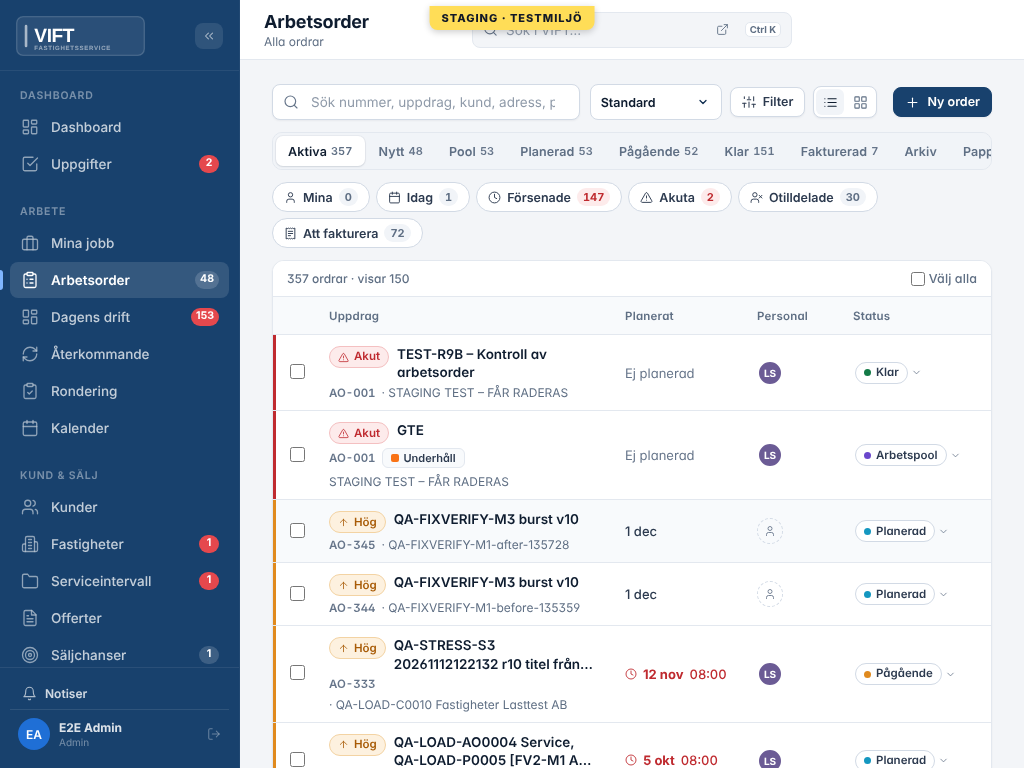 VIFT
FASTIGHETSSERVICE
DASHBOARD
Dashboard
Uppgifter 2
ARBETE
Mina jobb
Arbetsorder 48
Dagens drift 153
Återkommande
Rondering
Kalender
KUND & SÄLJ
Kunder
Fastigheter 1
Serviceintervall 1
Offerter
Säljchanser 1
Notiser
EA E2E Admin
Admin
Arbetsorder
Alla ordrar
STAGING · TESTMILJÖ
Sök i VIFT... Ctrl K
Sök nummer, uppdrag, kund, adress, p
Standard
Filter
Ny order
Aktiva 357 Nytt 48 Pool 53 Planerad 53 Pågående 52 Klar 151 Fakturerad 7 Arkiv Papp
Mina 0 Idag 1 Försenade 147 Akuta 2 Otilldelade 30
Att fakturera 72
357 ordrar · visar 150 Välj alla
Uppdrag Planerat Personal Status
Akut TEST-R9B – Kontroll av
arbetsorder
AO-001 · STAGING TEST – FÅR RADERAS
Ej planerad LS Klar
Akut GTE
AO-001 Underhåll
STAGING TEST – FÅR RADERAS
Ej planerad LS Arbetspool
Hög QA-FIXVERIFY-M3 burst v10
AO-345 · QA-FIXVERIFY-M1-after-135728
1 dec Planerad
Hög QA-FIXVERIFY-M3 burst v10
AO-344 · QA-FIXVERIFY-M1-before-135359
1 dec Planerad
Hög QA-STRESS-S3
20261112122132 r10 titel från...
AO-333
· QA-LOAD-C0010 Fastigheter Lasttest AB
12 nov 08:00 LS Pågående
Hög QA-LOAD-AO0004 Service,
QA-LOAD-P0005 [FV2-M1 A...
5 okt 08:00 LS Planerad